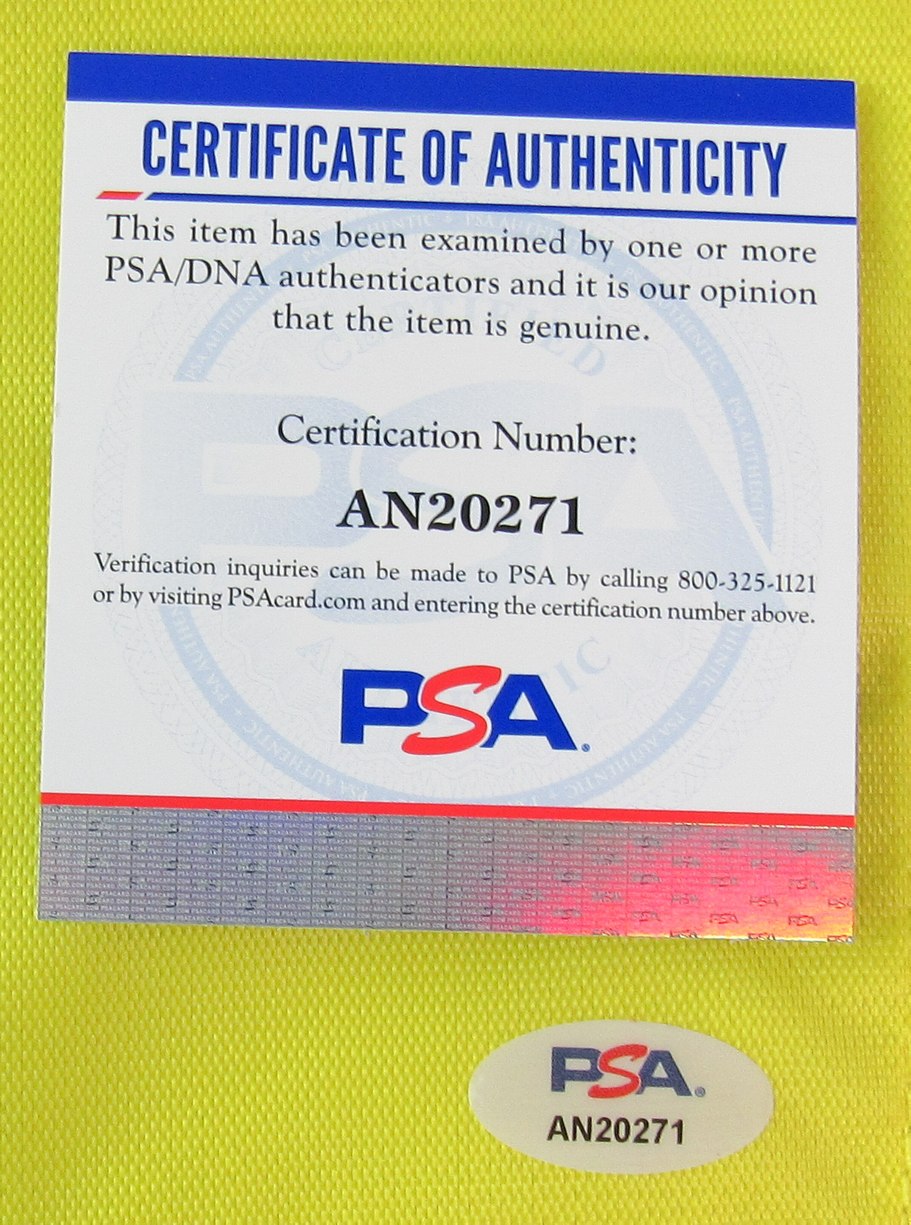 CERTIFICATE OF AUTHENTICITY
This item has been examined by one or more
PSA/DNA authenticators and it is our opinion
that the item is genuine.
Certification Number:
AN20271
Verification inquiries can be made to PSA by calling 800-325-1121
or by visiting PSAcard.com and entering the certification number above.
PSA®
PSA®
AN20271